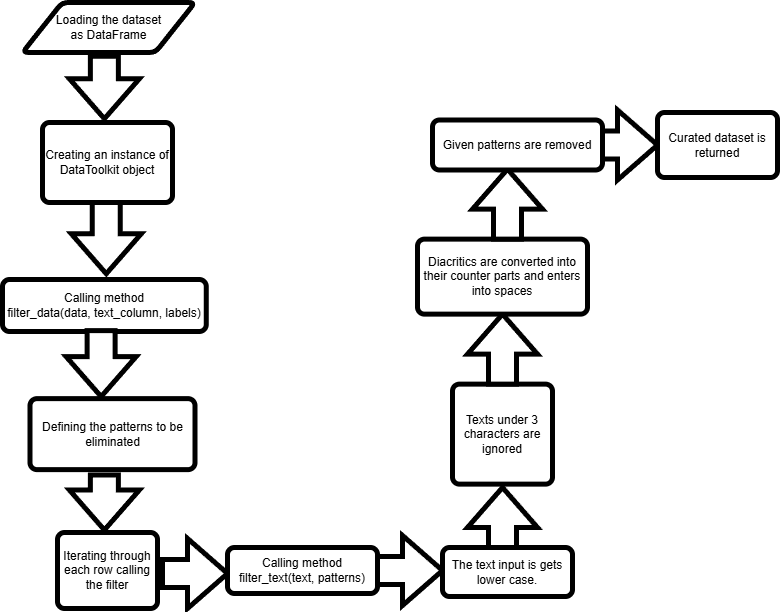 Loading the dataset
as DataFrame
Creating an instance of
DataToolkit object
Calling method
filter_data(data, text_column, labels)
Defining the patterns to be
eliminated
Iterating through
each row calling
the filter
Calling method
filter_text(text, patterns)
The text input is gets
lower case.
Texts under 3
characters are
ignored
Diacritics are converted into
their counter parts and enters
into spaces
Given patterns are removed
Curated dataset is
returned